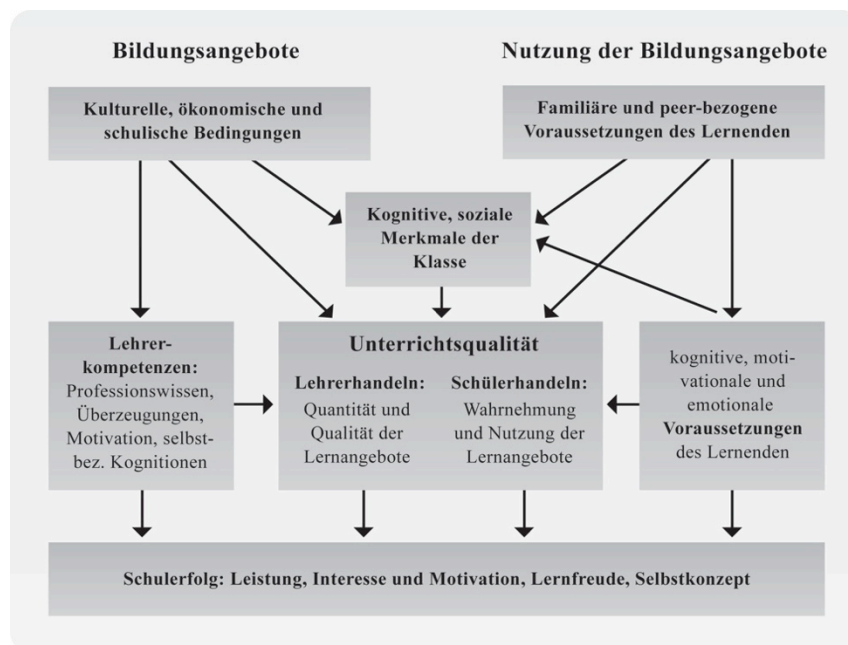 Bildungsangebote
Nutzung der Bildungsangebote
Kulturelle, ökonomische und
schulische Bedingungen
Familiäre und peer-bezogene
Voraussetzungen des Lernenden
Kognitive, soziale
Merkmale der
Klasse
Lehrer-
kompetenzen:
Professionswissen,
Überzeugungen,
Motivation, selbst-
bez. Kognitionen
Unterrichtsqualität
Lehrerhandeln:
Quantität und
Qualität der
Lernangebote
Schülerhandeln:
Wahrnehmung
und Nutzung der
Lernangebote
kognitive, moti-
vationale und
emotionale
Voraussetzungen
des Lernenden
Schulerfolg: Leistung, Interesse und Motivation, Lernfreude, Selbstkonzept